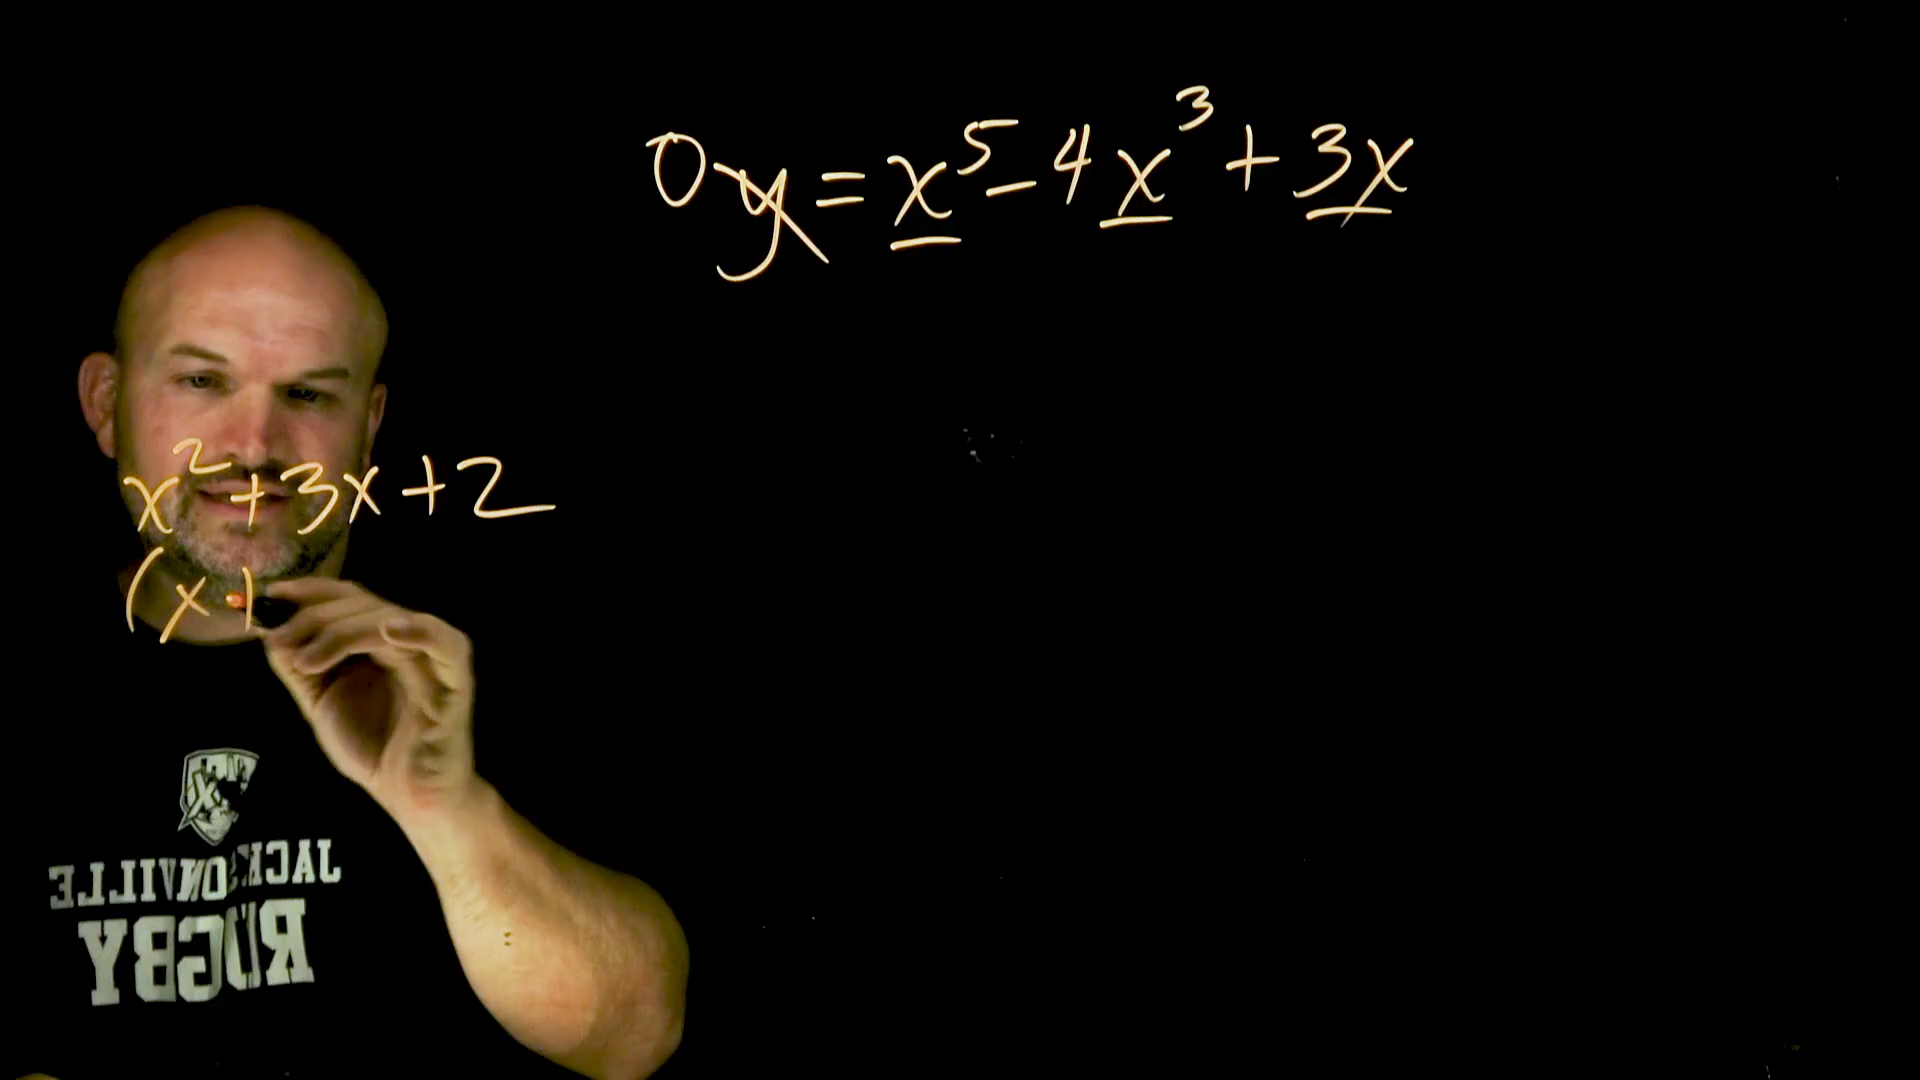 0 y = x⁵ - 4x³ + 3x
x² + 3x + 2
(x +
JACKSONVILLE
RUGBY